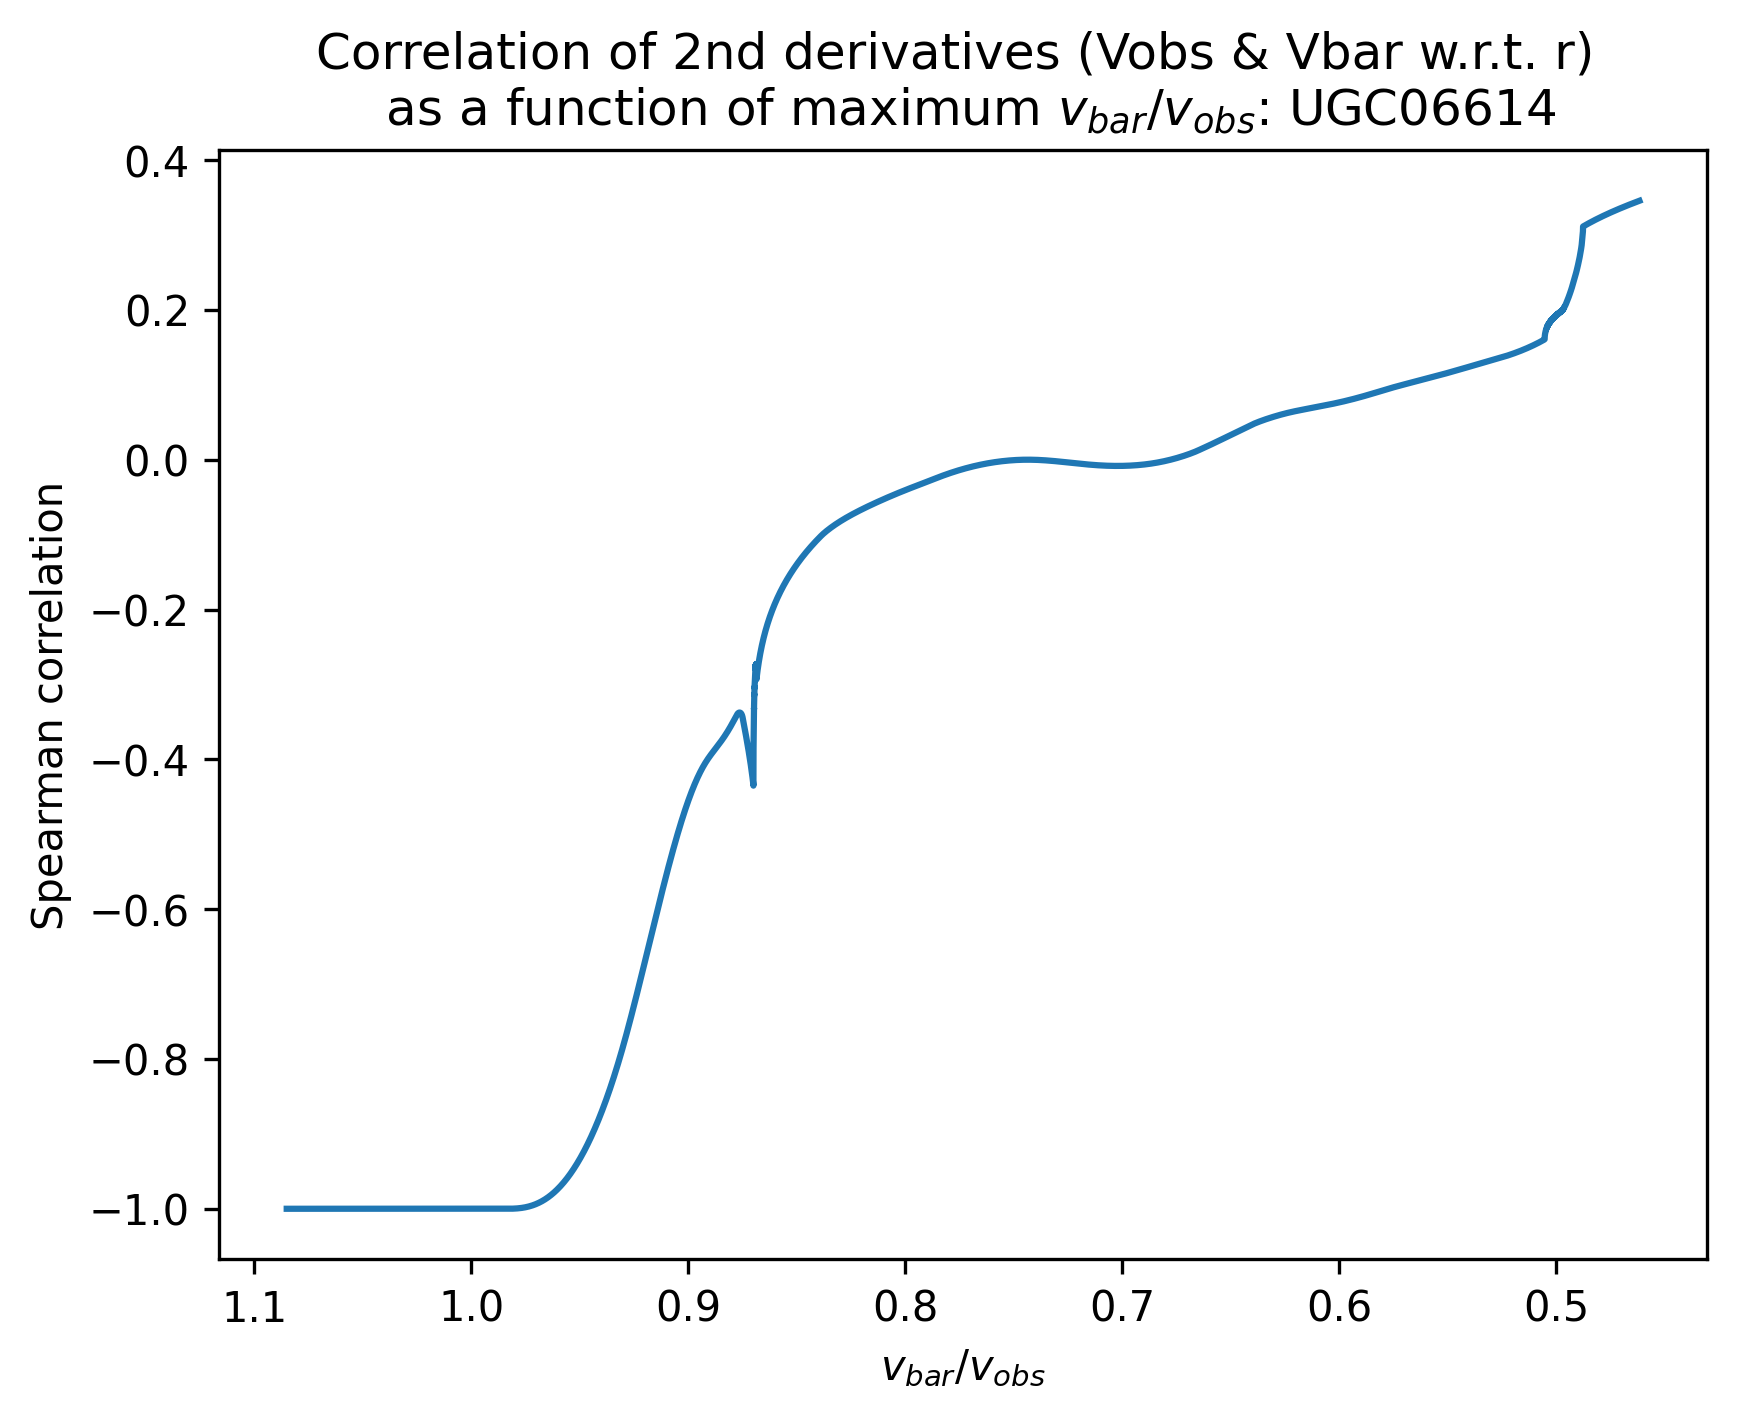 Correlation of 2nd derivatives (Vobs & Vbar w.r.t. r)
as a function of maximum v_bar/v_obs: UGC06614
0.4
0.2
0.0
−0.2
−0.4
−0.6
−0.8
−1.0
Spearman correlation
1.1 1.0 0.9 0.8 0.7 0.6 0.5
v_bar/v_obs